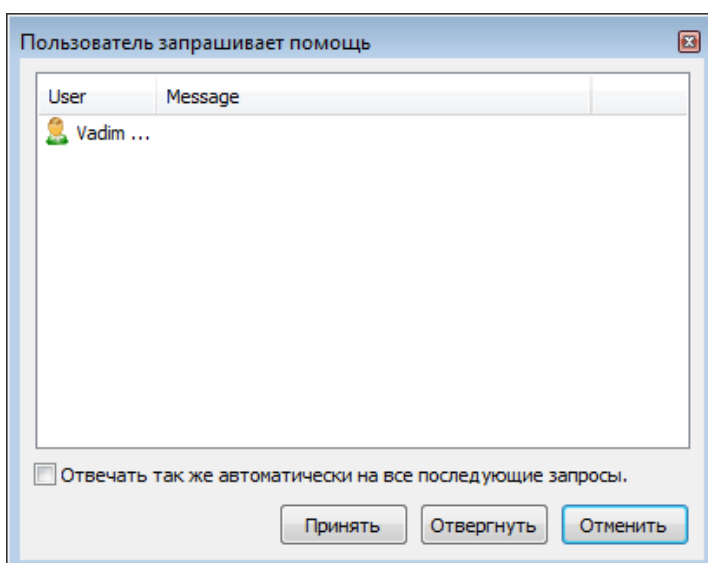 Пользователь запрашивает помощь
User Message
Vadim ...
Отвечать так же автоматически на все последующие запросы.
Принять Отвергнуть Отменить